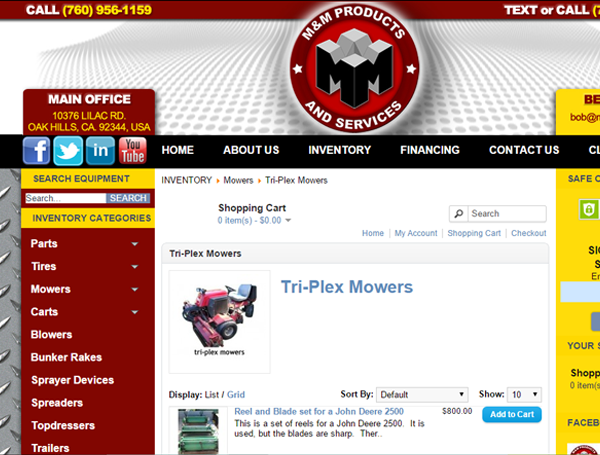 CALL (760) 956-1159
TEXT or CALL (7
M&M PRODUCTS
AND SERVICES
MAIN OFFICE
10376 LILAC RD.
OAK HILLS, CA. 92344, USA
BE
bob@m
f
in
You
Tube
HOME ABOUT US INVENTORY FINANCING CONTACT US CL
SEARCH EQUIPMENT
Search... SEARCH
INVENTORY CATEGORIES
Parts
Tires
Mowers
Carts
Blowers
Bunker Rakes
Sprayer Devices
Spreaders
Topdressers
Trailers
INVENTORY Mowers Tri-Plex Mowers
Shopping Cart
0 item(s) - $0.00
Search
Home | My Account | Shopping Cart | Checkout
Tri-Plex Mowers
Tri-Plex Mowers
tri-plex mowers
Display: List / Grid
Sort By: Default
Show: 10
Reel and Blade set for a John Deere 2500
This is a set of reels for a John Deere 2500. It is
used, but the blades are sharp. Ther..
$800.00
Add to Cart
SAFE O
SIG
S
En
YOUR S
Shopp
0 item(s
FACEB